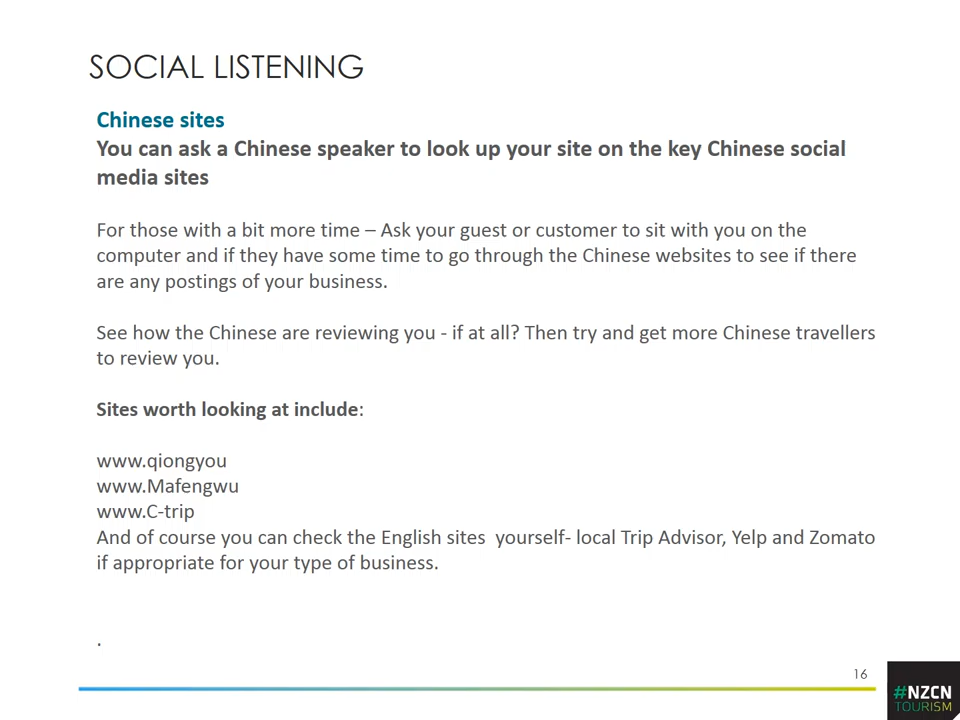 SOCIAL LISTENING
Chinese sites
You can ask a Chinese speaker to look up your site on the key Chinese social
media sites
For those with a bit more time – Ask your guest or customer to sit with you on the
computer and if they have some time to go through the Chinese websites to see if there
are any postings of your business.
See how the Chinese are reviewing you - if at all? Then try and get more Chinese travellers
to review you.
Sites worth looking at include:
www.qiongyou
www.Mafengwu
www.C-trip
And of course you can check the English sites  yourself- local Trip Advisor, Yelp and Zomato
if appropriate for your type of business.
.
16
#NZCN
TOURISM